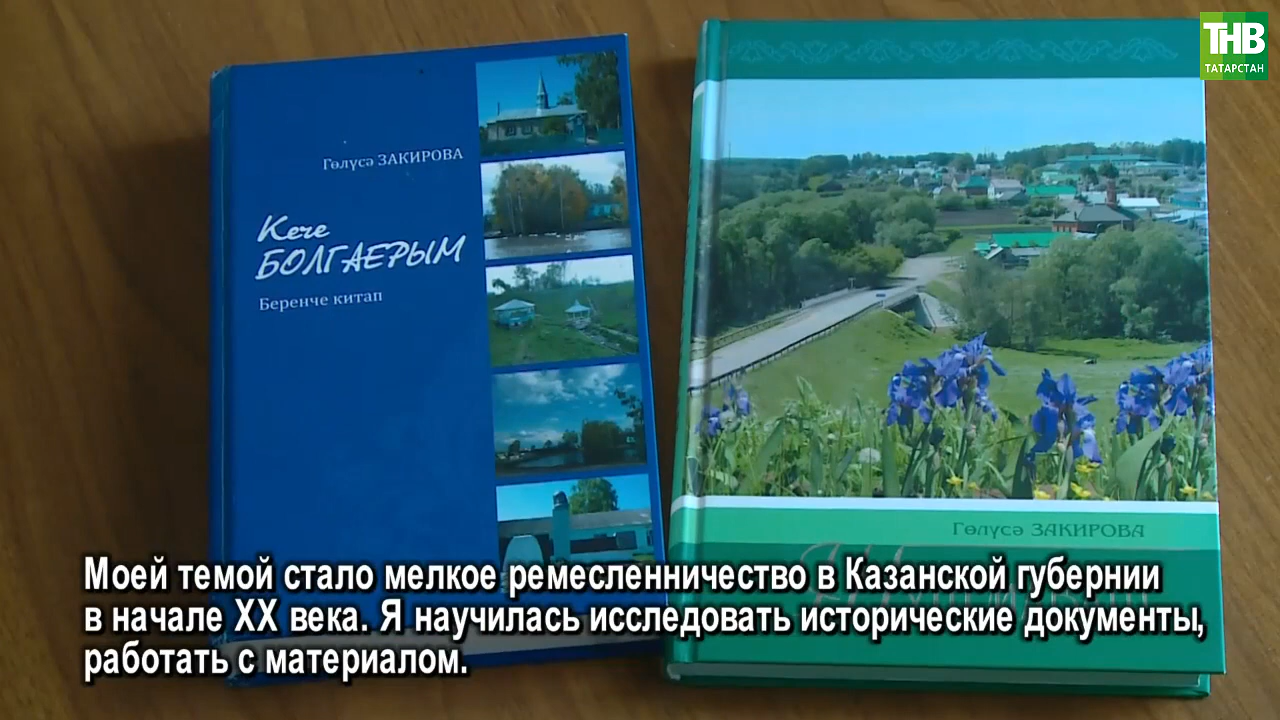 ТНВ
ТАТАРСТАН
Гөлүсә ЗАКИРОВА
Кече
БОЛГАЕРЫМ
Беренче китап
Гөлүсә ЗАКИРОВА
Моей темой стало мелкое ремесленничество в Казанской губернии
в начале XX века. Я научилась исследовать исторические документы,
работать с материалом.